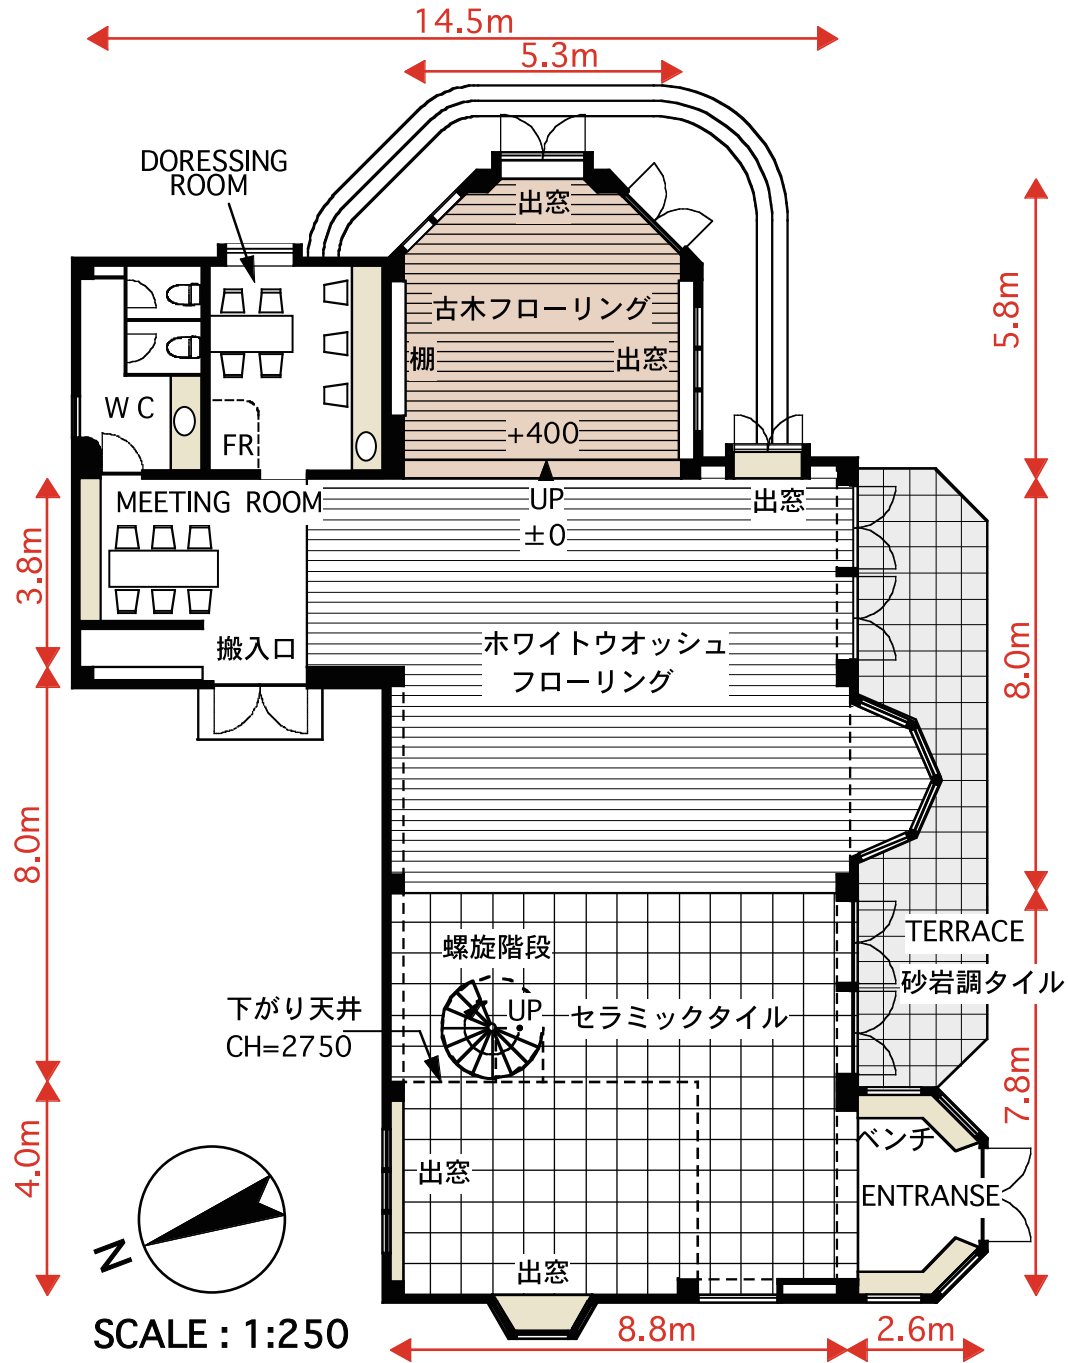 14.5m
5.3m
DORESSING
ROOM
出窓
5.8m
古木フローリング
棚
出窓
W C
FR
+400
MEETING ROOM
UP
±0
出窓
3.8m
搬入口
ホワイトウオッシュ
フローリング
8.0m
8.0m
TERRACE
砂岩調タイル
螺旋階段
UP
セラミックタイル
下がり天井
CH=2750
7.8m
ベンチ
4.0m
出窓
ENTRANSE
N
出窓
SCALE : 1:250
8.8m
2.6m